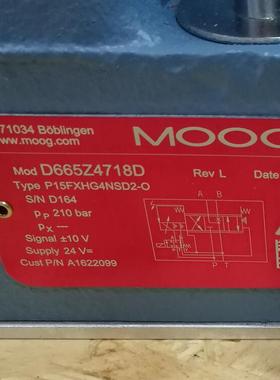 71034 Böblingen
www.moog.com
MOOG
Mod D665Z4718D Rev L Date
Type P15FXHG4NSD2-O
S/N D164
pP 210 bar
pX —
Signal ±10 V
Supply 24 V=
Cust P/N A1622099
A B
P T